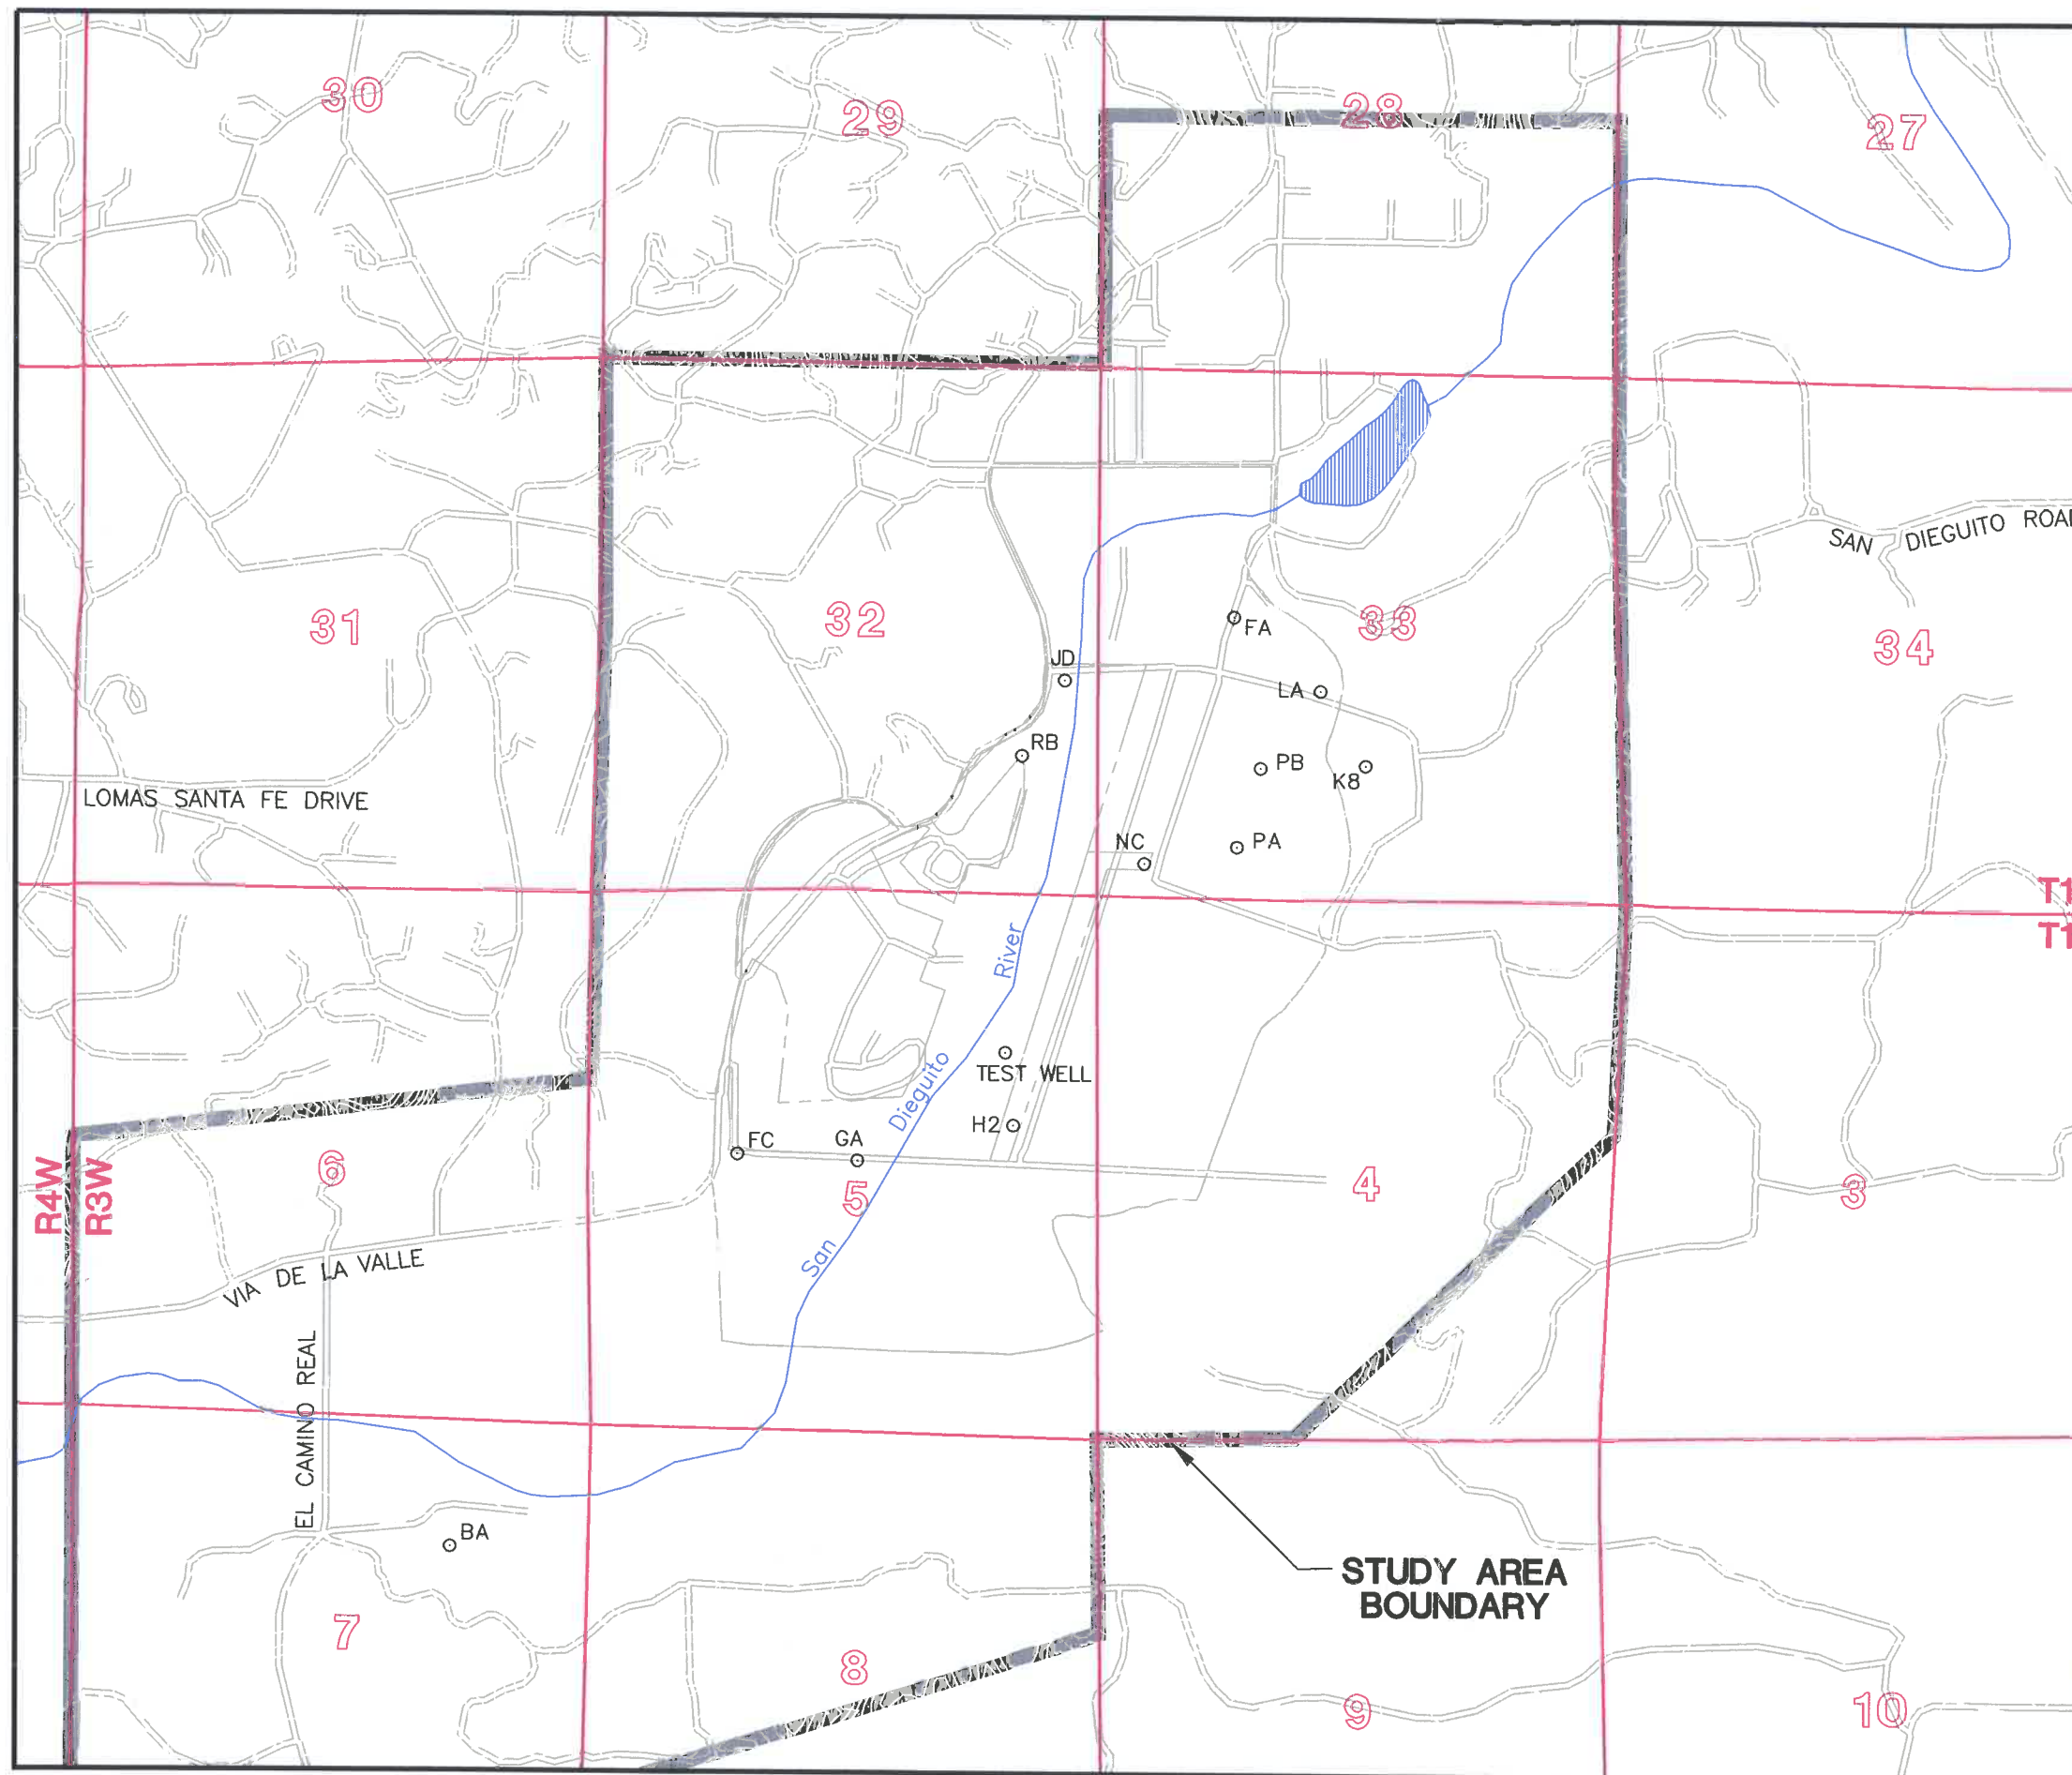 30
29
28
27
SAN DIEGUITO
31
32
33
34
FA
JD
LA
RB
PB
K8
LOMAS SANTA FE DRIVE
NC
PA
T1
T1
San Dieguito River
TEST WELL
H2
FC
GA
R4W
R3W
6
5
4
3
VIA DE LA VALLE
EL CAMINO REAL
BA
STUDY AREA
BOUNDARY
7
8
9
10